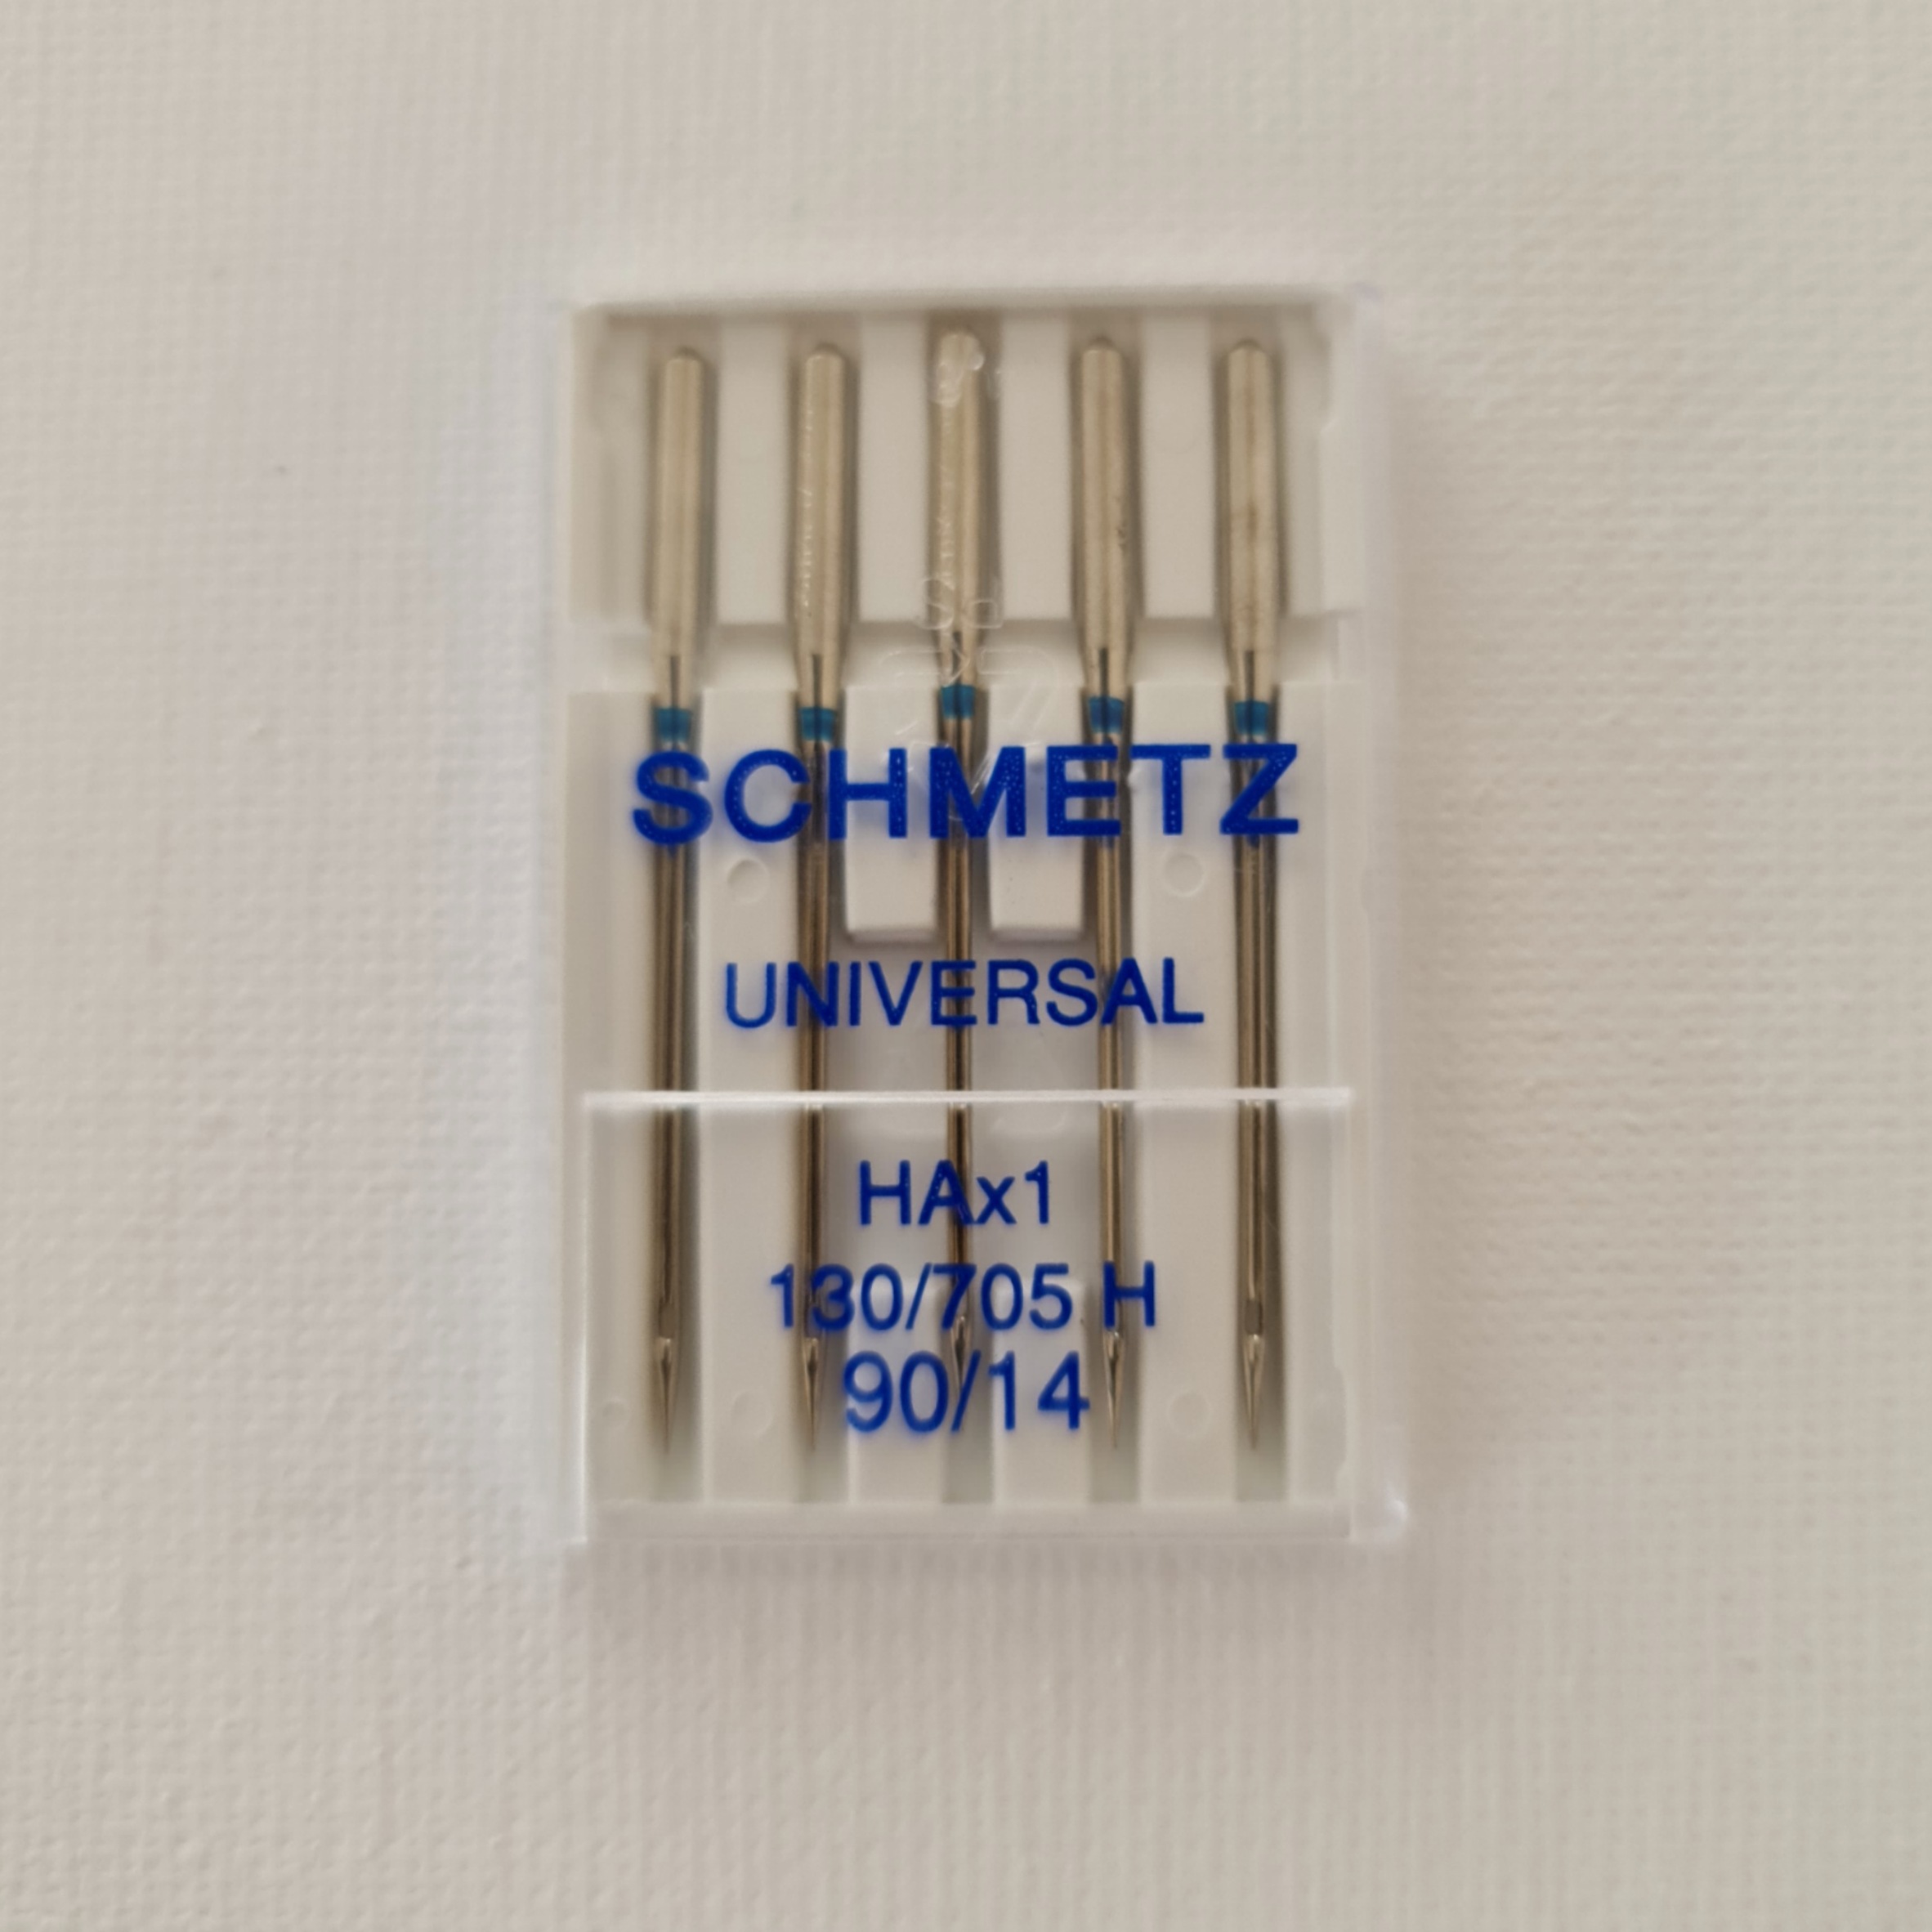 SCHMETZ
UNIVERSAL
HAx1
130/705 H
90/14